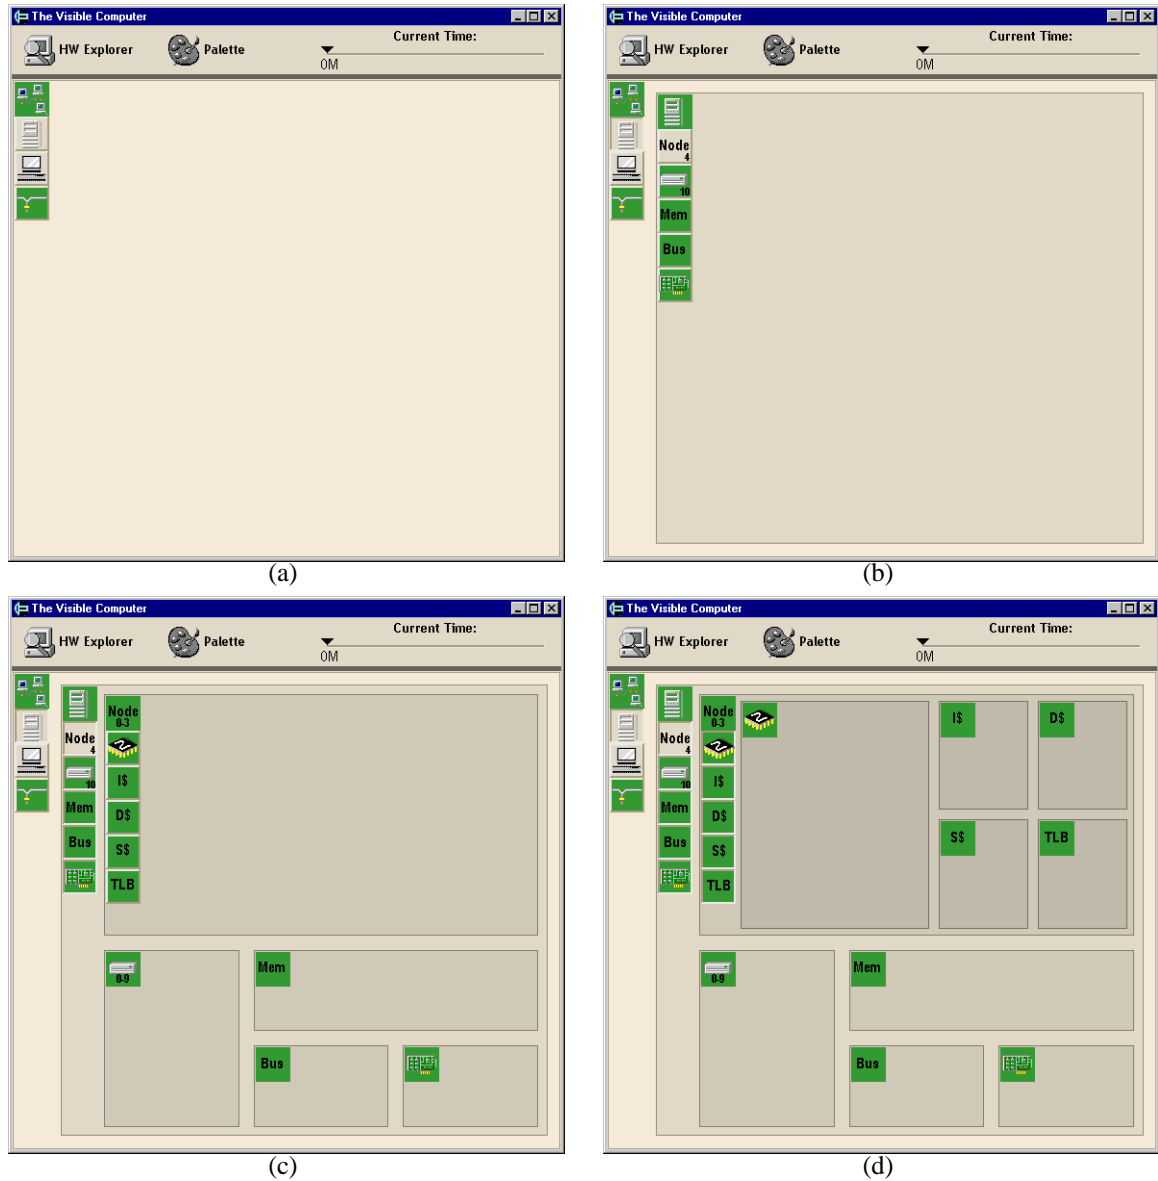 The Visible Computer
HW Explorer Palette Current Time:
0M
(a)
The Visible Computer
HW Explorer Palette Current Time:
0M
Node
4
10
Mem
Bus
(b)
The Visible Computer
HW Explorer Palette Current Time:
0M
Node
4
10
Mem
Bus
Node
0-3
I$
D$
S$
TLB
0-9
Mem
Bus
(c)
The Visible Computer
HW Explorer Palette Current Time:
0M
Node
4
10
Mem
Bus
Node
0-3
I$
D$
S$
TLB
I$
D$
S$
TLB
0-9
Mem
Bus
(d)